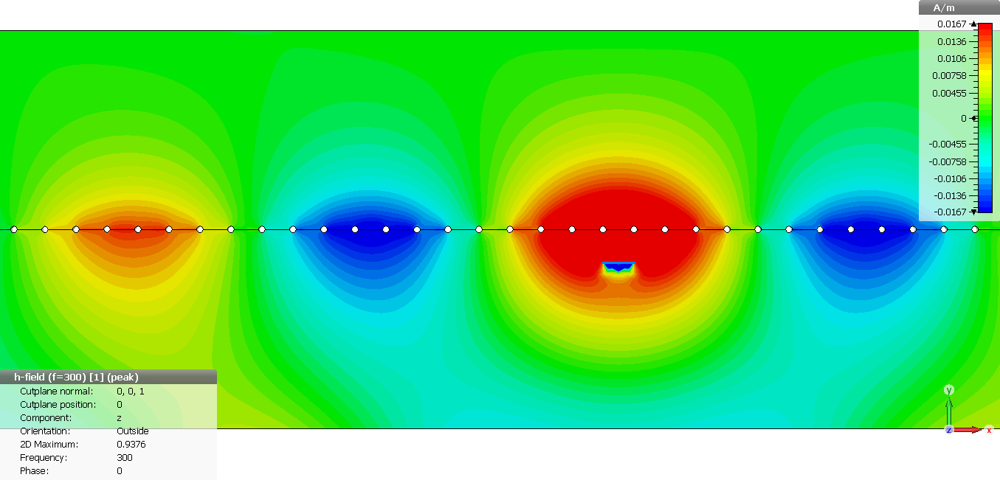 A/m
0.0167
0.0136
0.0106
0.00758
0.00455
0
-0.00455
-0.00758
-0.0106
-0.0136
-0.0167
h-field (f=300) [1] (peak)
Cutplane normal: 0, 0, 1
Cutplane position: 0
Component: z
Orientation: Outside
2D Maximum: 0.9376
Frequency: 300
Phase: 0
y
z x